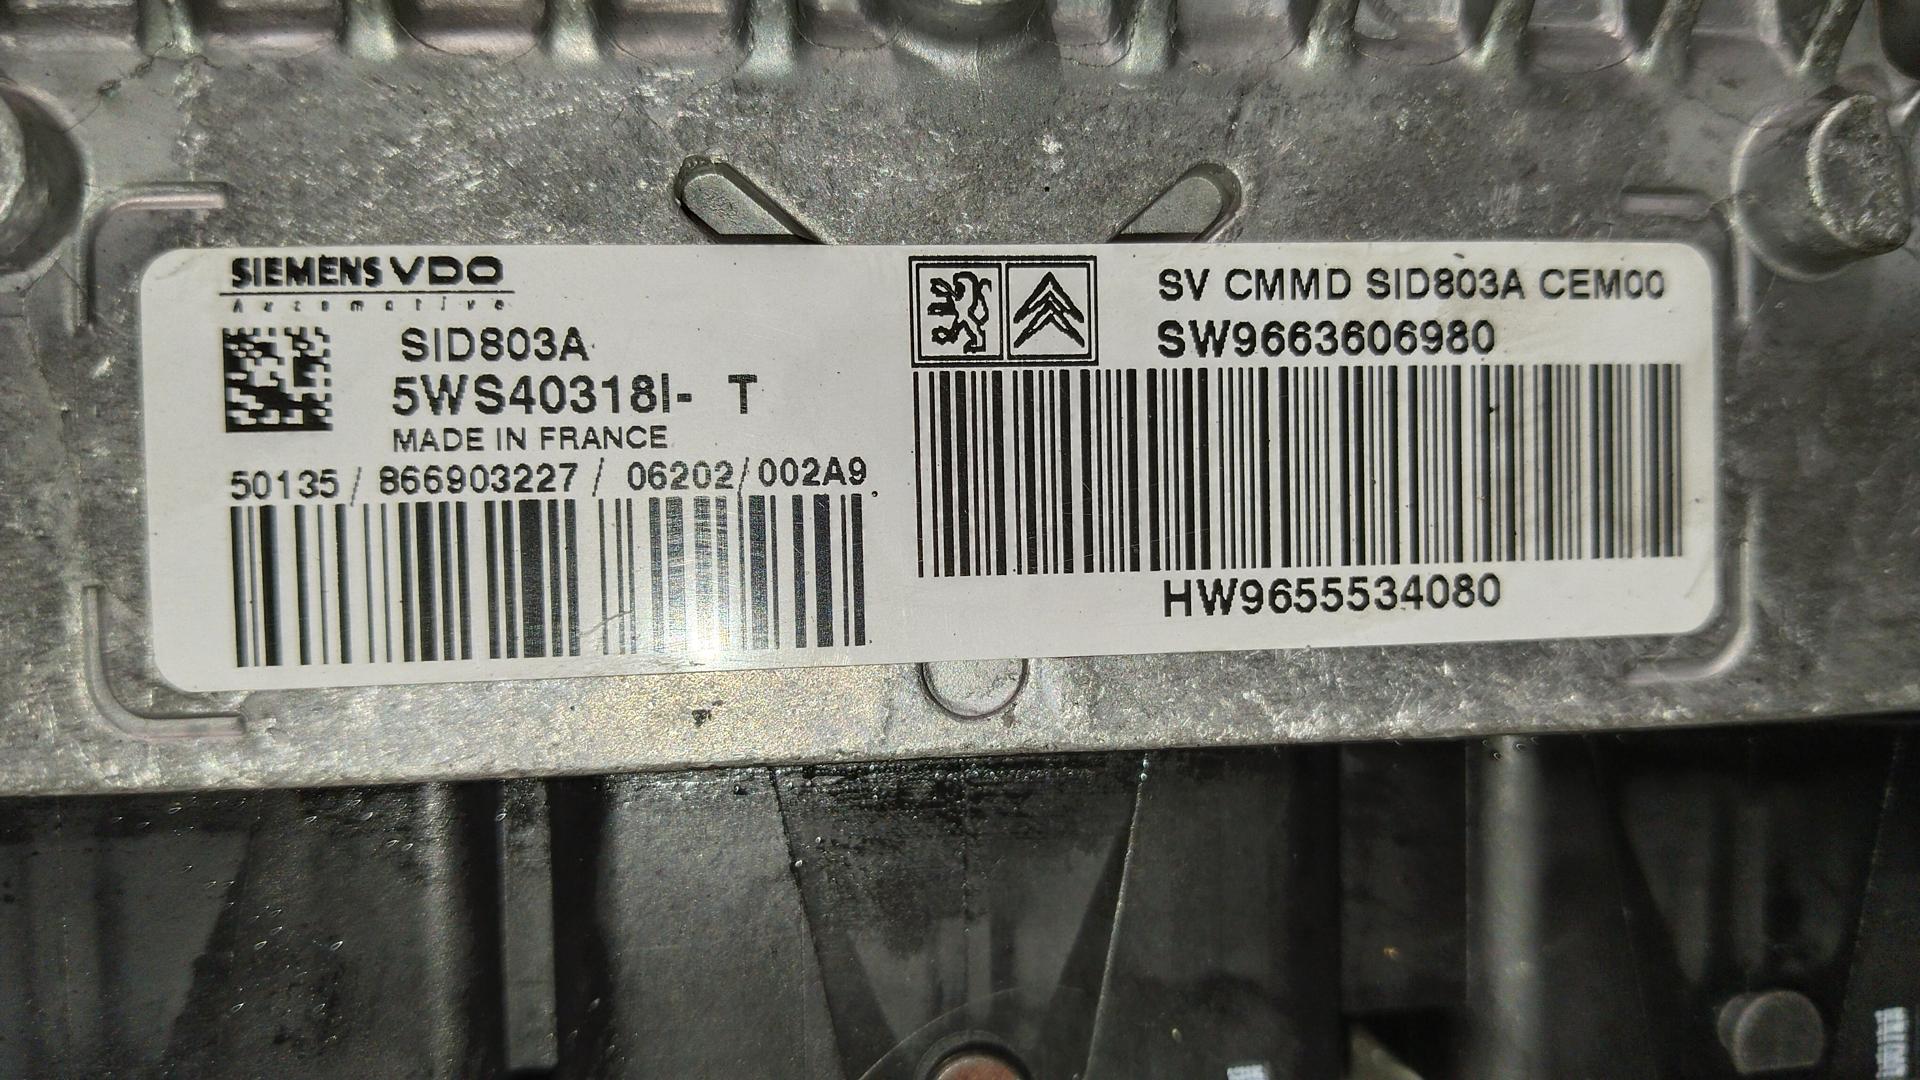 SIEMENS VDO
Automotive
SID803A
5WS40318I- T
MADE IN FRANCE
50135 / 866903227 / 06202 / 002A9
SV CMMD SID803A CEM00
SW9663606980
HW9655534080